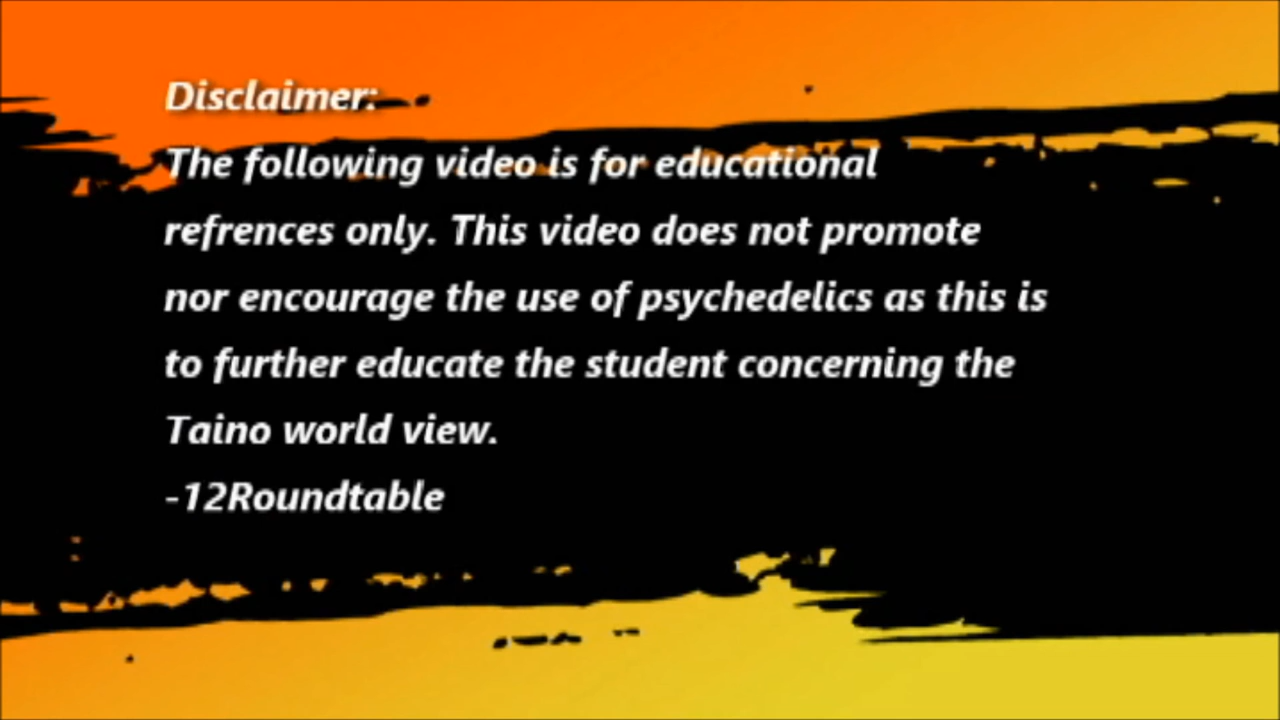 Disclaimer:
The following video is for educational
refrences only. This video does not promote
nor encourage the use of psychedelics as this is
to further educate the student concerning the
Taino world view.
-12Roundtable